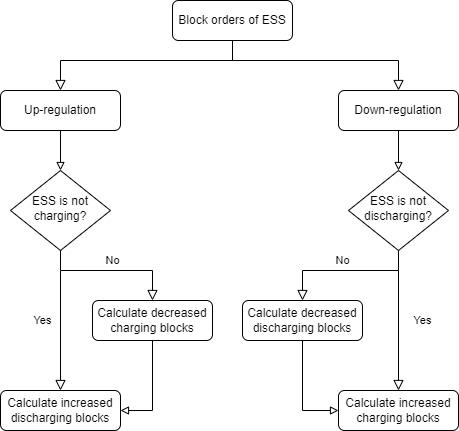 Block orders of ESS
Up-regulation
Down-regulation
ESS is not
charging?
ESS is not
discharging?
No
No
Calculate decreased
charging blocks
Calculate decreased
discharging blocks
Yes
Yes
Calculate increased
discharging blocks
Calculate increased
charging blocks